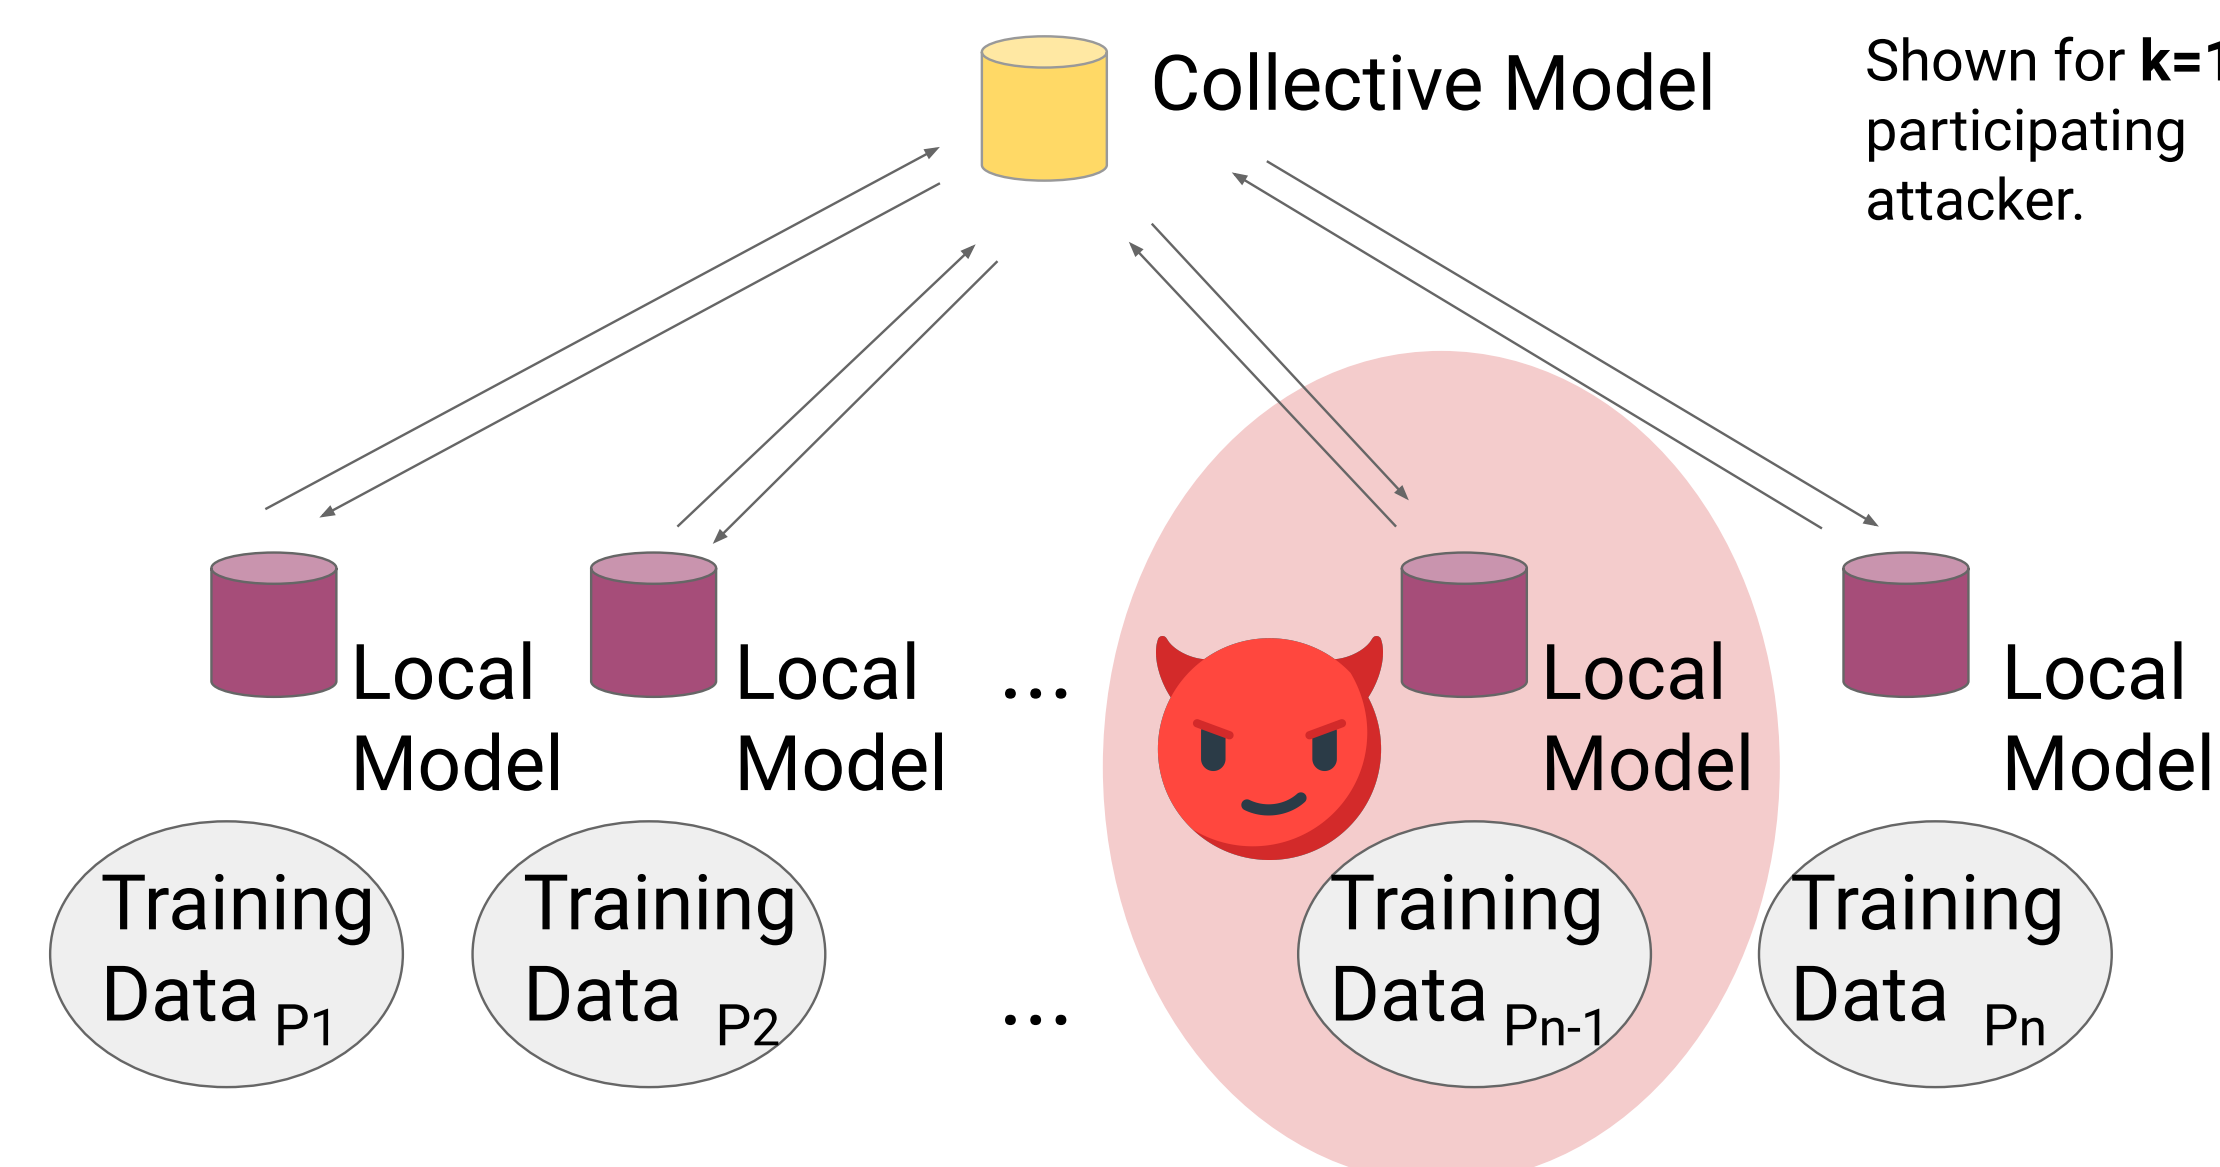 Collective Model
Shown for k=1
participating
attacker.
Local
Model
Local
Model
...
Local
Model
Local
Model
Training
Data P1
Training
Data P2
...
Training
Data Pn-1
Training
Data Pn